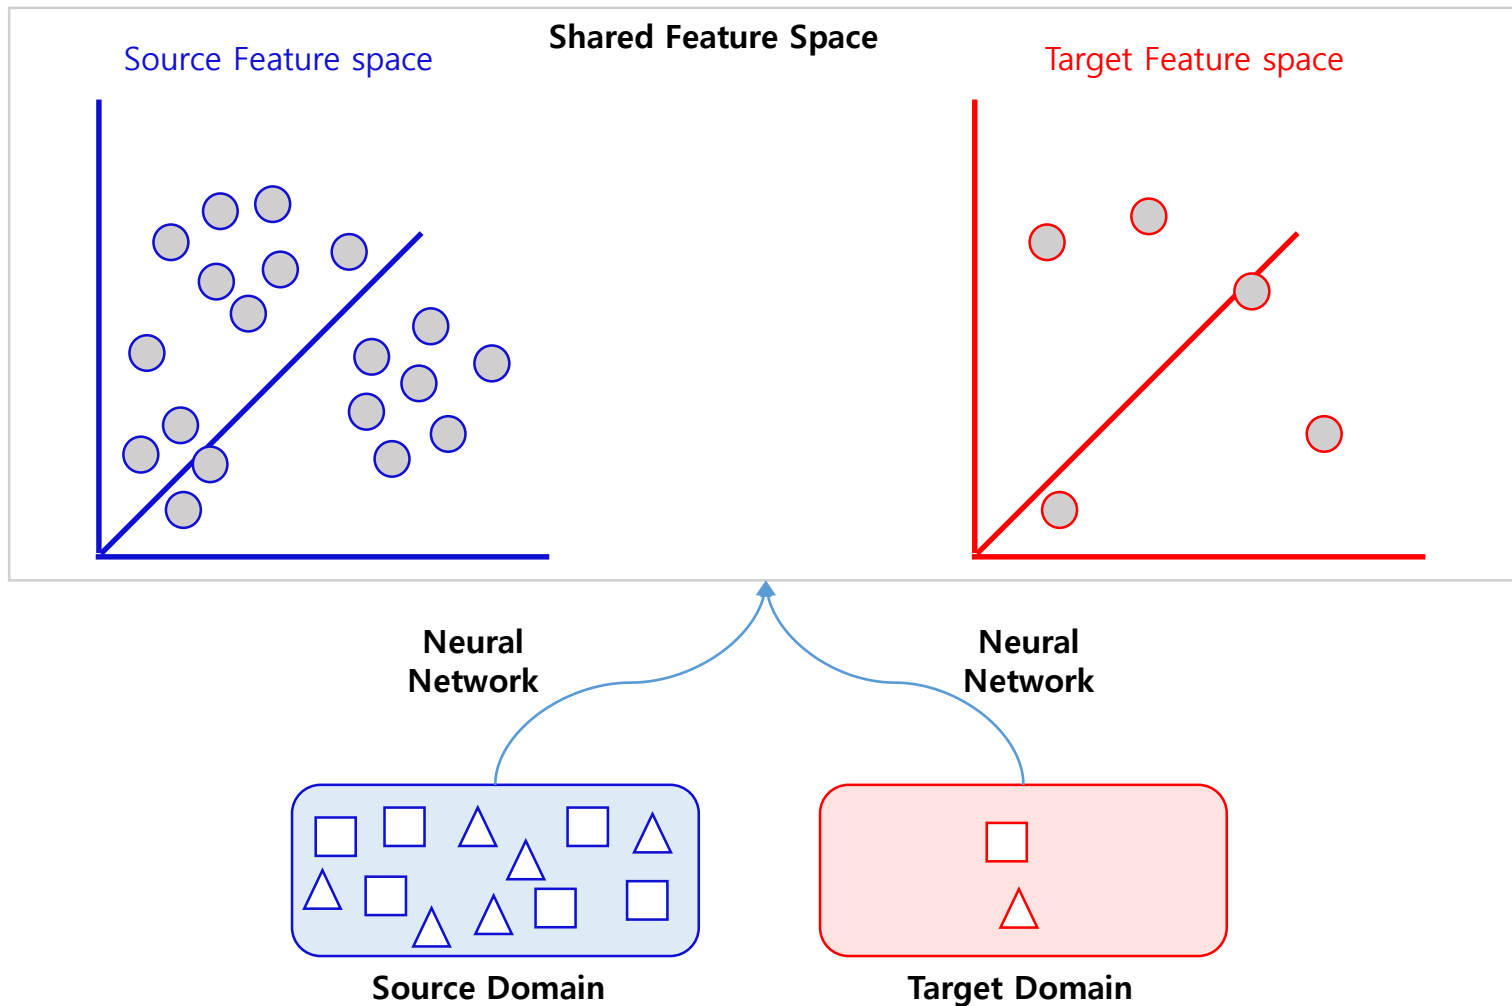 Shared Feature Space
Source Feature space
Target Feature space
Neural
Network
Neural
Network
Source Domain
Target Domain